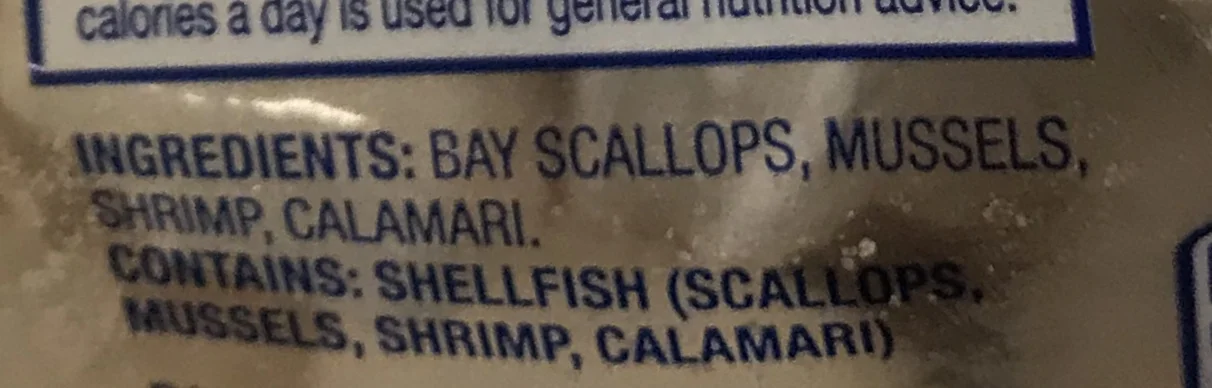 calories a day is used for general nutrition advice.
INGREDIENTS: BAY SCALLOPS, MUSSELS,
SHRIMP, CALAMARI.
CONTAINS: SHELLFISH (SCALLOPS,
MUSSELS, SHRIMP, CALAMARI)